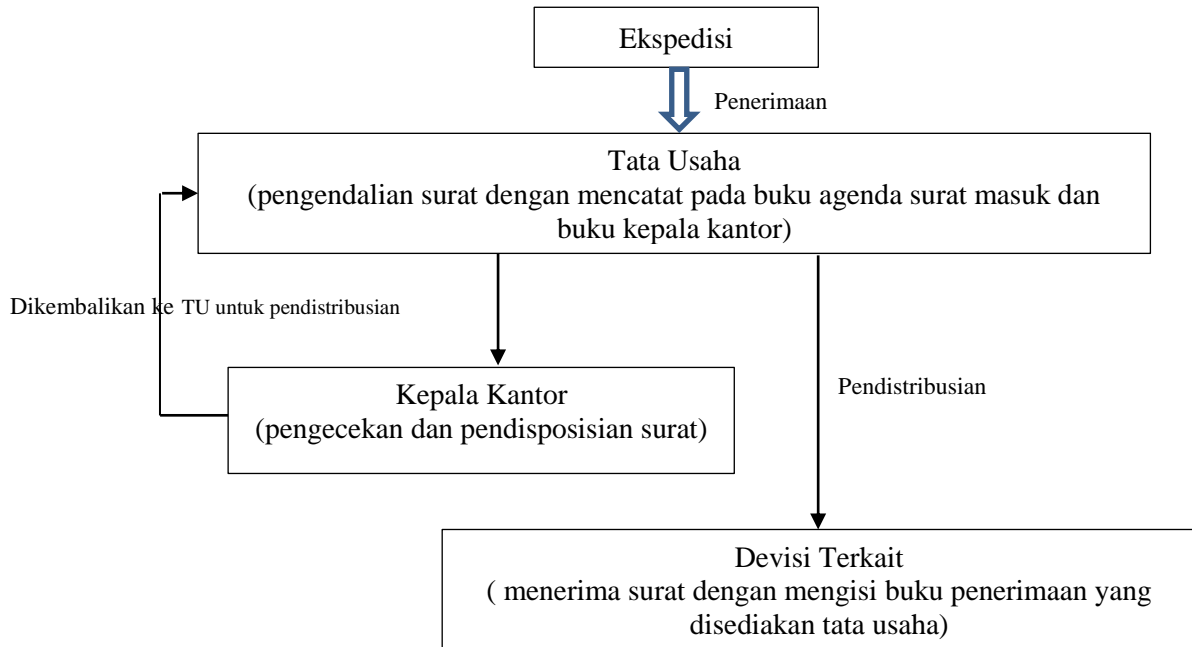 Ekspedisi
Penerimaan
Tata Usaha
(pengendalian surat dengan mencatat pada buku agenda surat masuk dan
buku kepala kantor)
Dikembalikan ke TU untuk pendistribusian
Kepala Kantor
(pengecekan dan pendisposisian surat)
Pendistribusian
Devisi Terkait
( menerima surat dengan mengisi buku penerimaan yang
disediakan tata usaha)